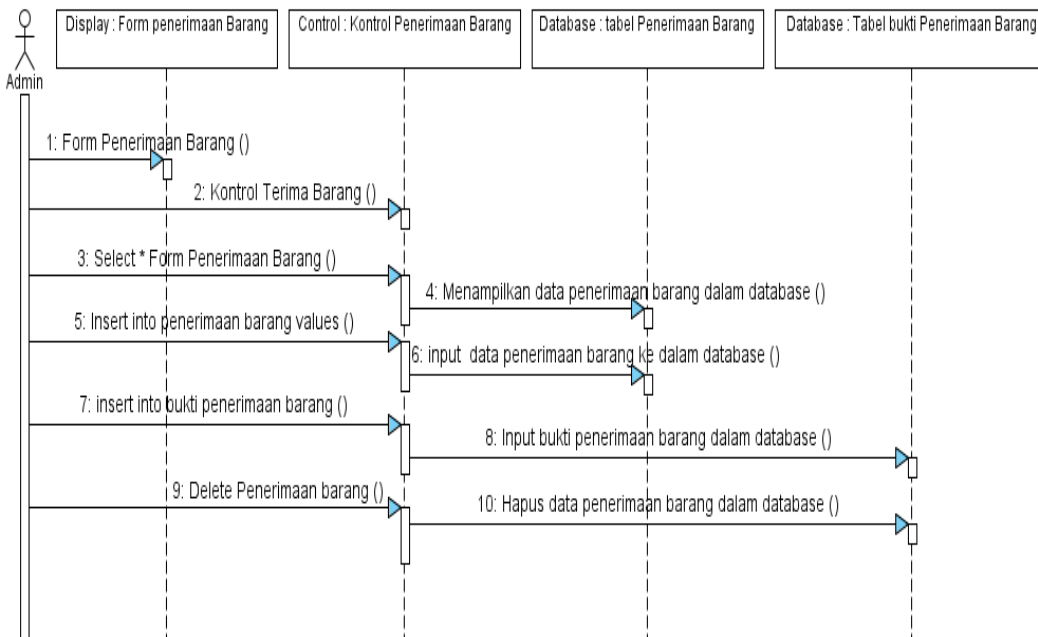 Display : Form penerimaan Barang
Control : Kontrol Penerimaan Barang
Database : tabel Penerimaan Barang
Database : Tabel bukti Penerimaan Barang
Admin
1: Form Penerimaan Barang ()
2: Kontrol Terima Barang ()
3: Select * Form Penerimaan Barang ()
4: Menampilkan data penerimaan barang dalam database ()
5: Insert into penerimaan barang values ()
6: input data penerimaan barang ke dalam database ()
7: insert into bukti penerimaan barang ()
8: Input bukti penerimaan barang dalam database ()
9: Delete Penerimaan barang ()
10: Hapus data penerimaan barang dalam database ()